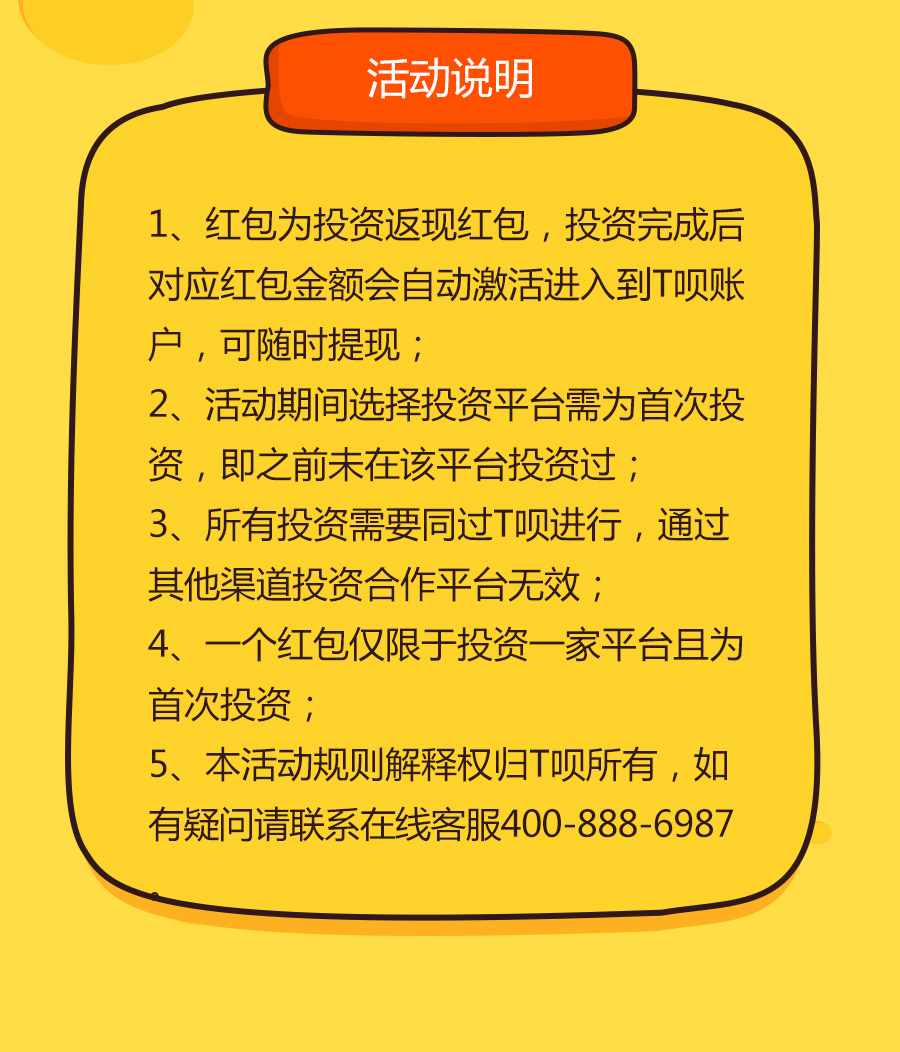 活动说明
1、红包为投资返现红包，投资完成后
对应红包金额会自动激活进入到T呗账
户，可随时提现；
2、活动期间选择投资平台需为首次投
资，即之前未在该平台投资过；
3、所有投资需要同过T呗进行，通过
其他渠道投资合作平台无效；
4、一个红包仅限于投资一家平台且为
首次投资；
5、本活动规则解释权归T呗所有，如
有疑问请联系在线客服400-888-6987
。